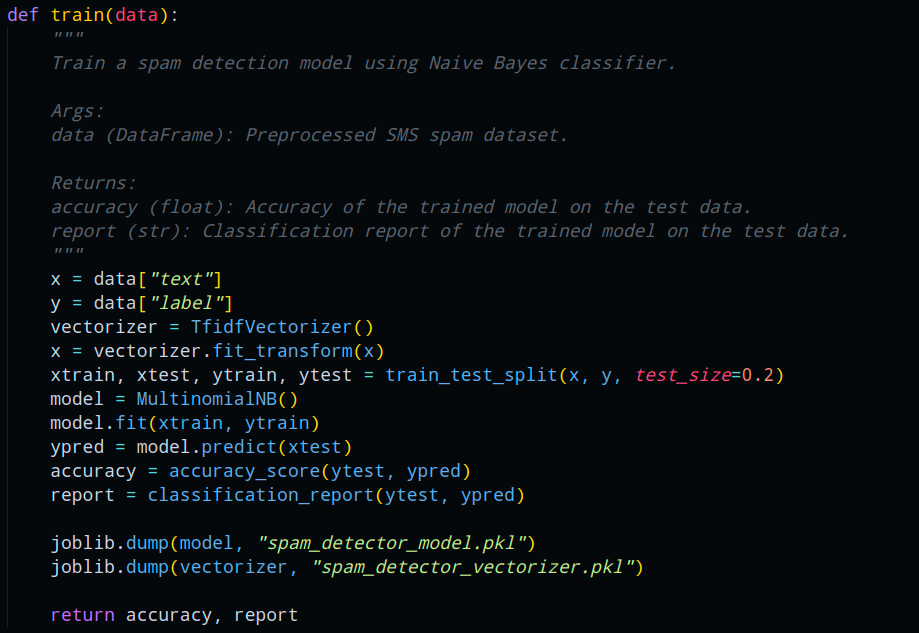 def train(data):
    """
    Train a spam detection model using Naive Bayes classifier.

    Args:
    data (DataFrame): Preprocessed SMS spam dataset.

    Returns:
    accuracy (float): Accuracy of the trained model on the test data.
    report (str): Classification report of the trained model on the test data.
    """
    x = data["text"]
    y = data["label"]
    vectorizer = TfidfVectorizer()
    x = vectorizer.fit_transform(x)
    xtrain, xtest, ytrain, ytest = train_test_split(x, y, test_size=0.2)
    model = MultinomialNB()
    model.fit(xtrain, ytrain)
    ypred = model.predict(xtest)
    accuracy = accuracy_score(ytest, ypred)
    report = classification_report(ytest, ypred)

    joblib.dump(model, "spam_detector_model.pkl")
    joblib.dump(vectorizer, "spam_detector_vectorizer.pkl")

    return accuracy, report